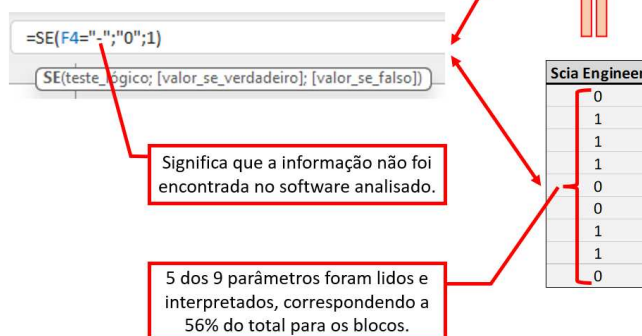 =SE(F4="-";"0";1)
SE(teste_lógico; [valor_se_verdadeiro]; [valor_se_falso])
Significa que a informação não foi
encontrada no software analisado.
5 dos 9 parâmetros foram lidos e
interpretados, correspondendo a
56% do total para os blocos.
Scia Engineer
0
1
1
1
0
0
1
1
0